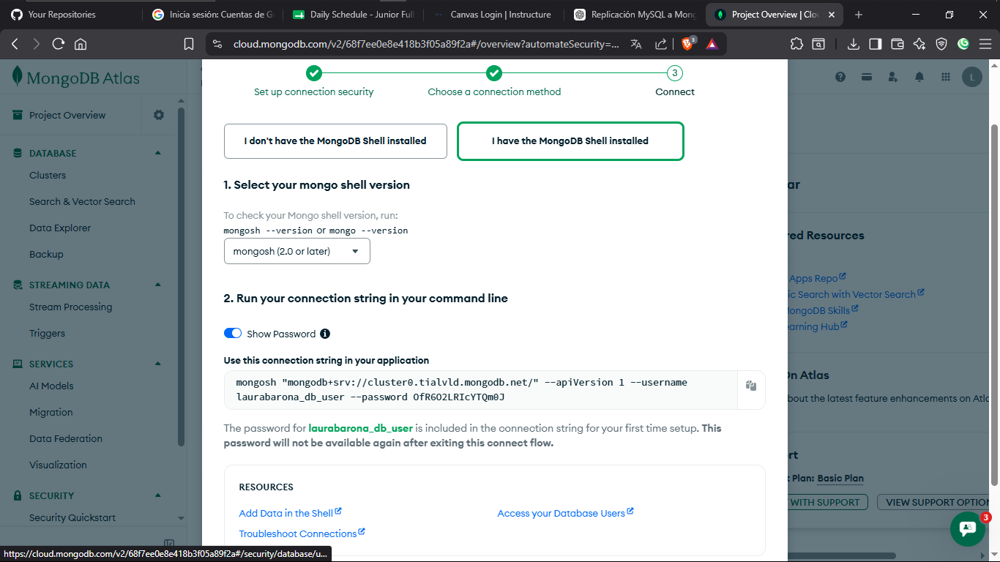 Your Repositories
Inicia sesión: Cuentas de G
Daily Schedule - Junior Full
Canvas Login | Instructure
Replicación MySQL a Mong
Project Overview | Clou
cloud.mongodb.com/v2/68f7ee0e8e418b3f05a89f2a#/overview?automateSecurity=...
3
MongoDB Atlas
L
Project Overview
DATABASE
Clusters
Search & Vector Search
Data Explorer
Backup
STREAMING DATA
Stream Processing
Triggers
SERVICES
AI Models
Migration
Data Federation
Visualization
SECURITY
Security Quickstart
3
Set up connection security
Choose a connection method
Connect
I don't have the MongoDB Shell installed
I have the MongoDB Shell installed
1. Select your mongo shell version
To check your Mongo shell version, run:
mongosh --version or mongo --version
mongosh (2.0 or later)
2. Run your connection string in your command line
Show Password
Use this connection string in your application
mongosh "mongodb+srv://cluster0.tialvld.mongodb.net/" --apiVersion 1 --username
laurabarona_db_user --password OfR6O2LRIcYTQm0J
The password for laurabarona_db_user is included in the connection string for your first time setup. This
password will not be available again after exiting this connect flow.
RESOURCES
Add Data in the Shell
Access your Database Users
Troubleshoot Connections
ar
red Resources
Apps Repo
ic Search with Vector Search
MongoDB Skills
earning Hub
On Atlas
bout the latest feature enhancements on Atla
rt
t Plan: Basic Plan
WITH SUPPORT
VIEW SUPPORT OPTION
3
https://cloud.mongodb.com/v2/68f7ee0e8e418b3f05a89f2a#/security/database/u...